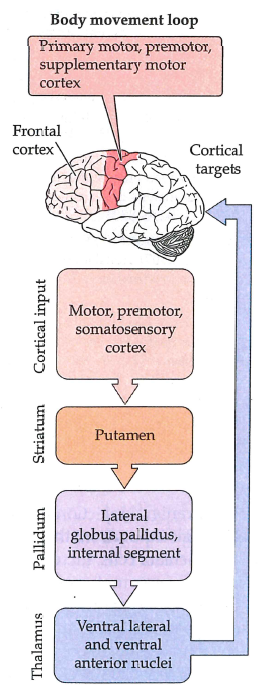 Body movement loop
Primary motor, premotor,
supplementary motor
cortex
Frontal
cortex
Cortical
targets
Cortical input
Motor, premotor,
somatosensory
cortex
Striatum
Putamen
Pallidum
Lateral
globus pallidus,
internal segment
Thalamus
Ventral lateral
and ventral
anterior nuclei